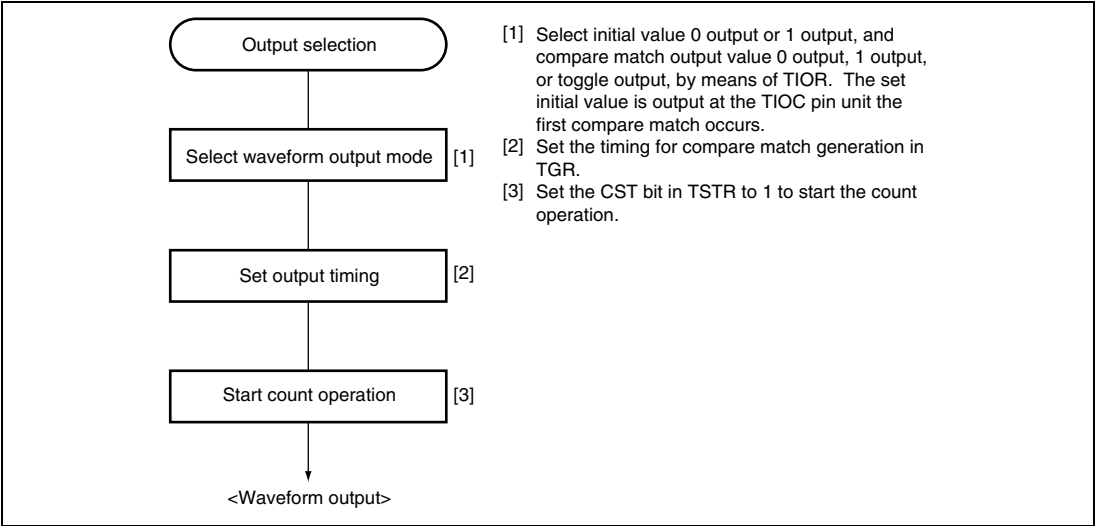 Output selection
Select waveform output mode [1]
Set output timing [2]
Start count operation [3]
<Waveform output>
[1] Select initial value 0 output or 1 output, and
compare match output value 0 output, 1 output,
or toggle output, by means of TIOR. The set
initial value is output at the TIOC pin unit the
first compare match occurs.
[2] Set the timing for compare match generation in
TGR.
[3] Set the CST bit in TSTR to 1 to start the count
operation.